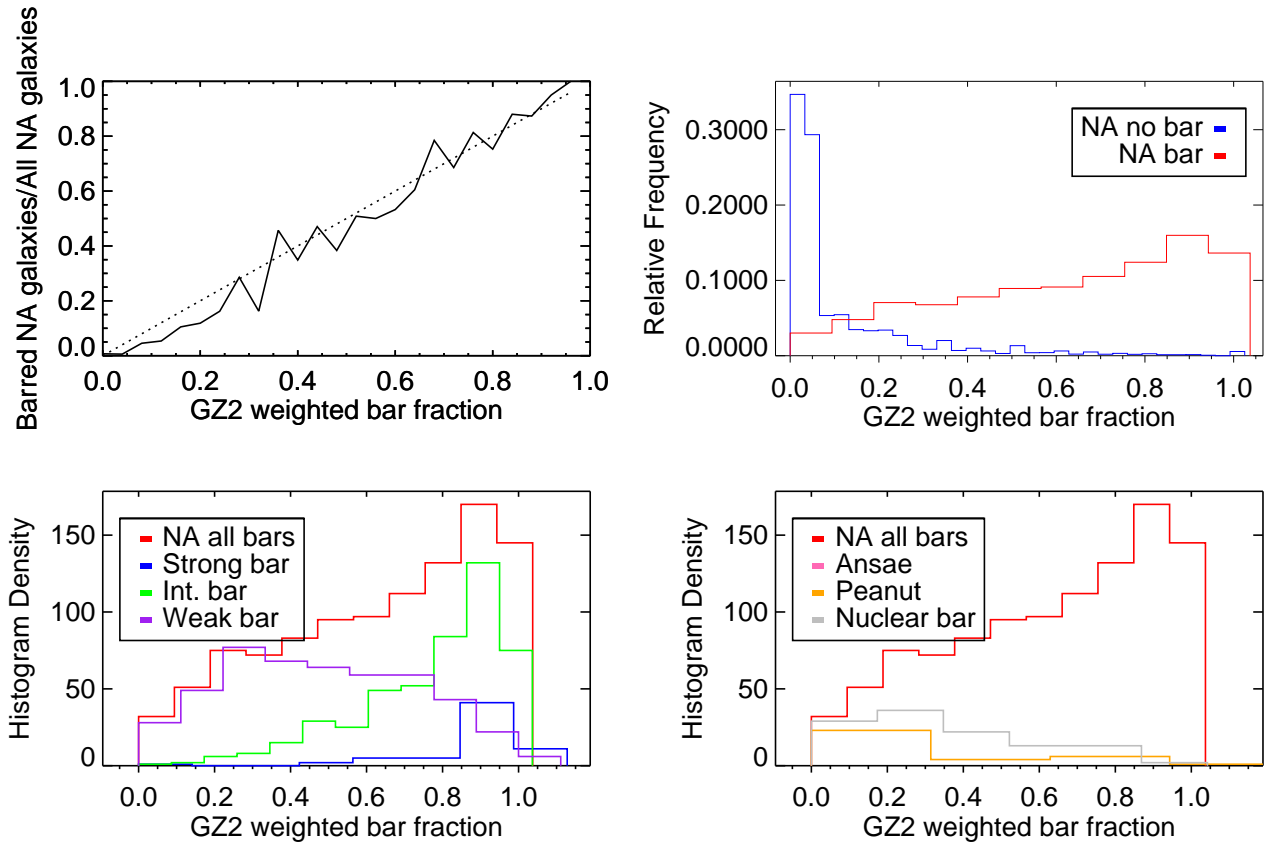 Barred NA galaxies/All NA galaxies
1.0
0.8
0.6
0.4
0.2
0.0
0.0 0.2 0.4 0.6 0.8 1.0
GZ2 weighted bar fraction
Relative Frequency
0.3000
0.2000
0.1000
0.0000
NA no bar
NA bar
0.0 0.2 0.4 0.6 0.8 1.0
GZ2 weighted bar fraction
Histogram Density
150
100
50
0
NA all bars
Strong bar
Int. bar
Weak bar
0.0 0.2 0.4 0.6 0.8 1.0
GZ2 weighted bar fraction
Histogram Density
150
100
50
0
NA all bars
Ansae
Peanut
Nuclear bar
0.0 0.2 0.4 0.6 0.8 1.0
GZ2 weighted bar fraction